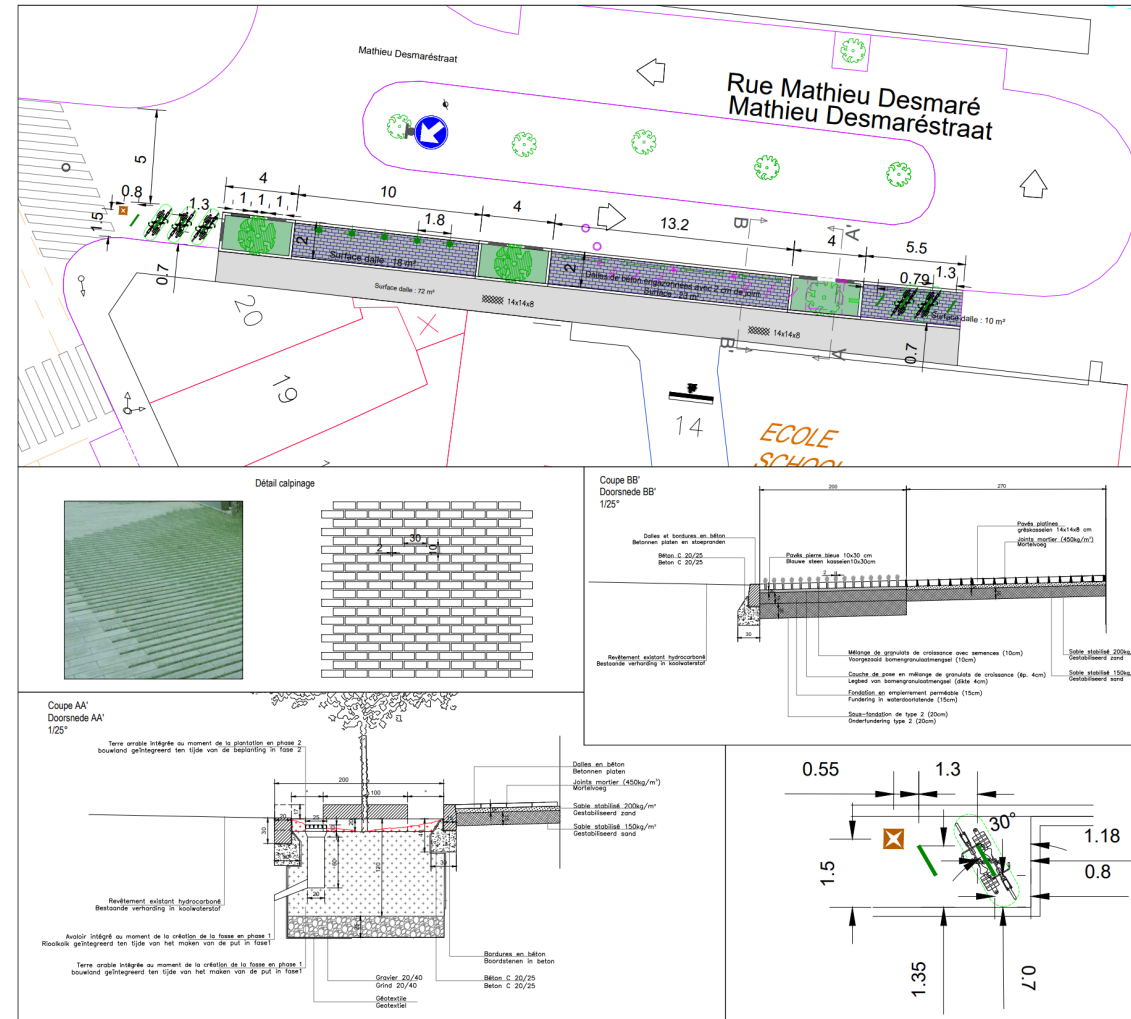 Mathieu Desmaréstraat
Rue Mathieu Desmaré
Mathieu Desmaréstraat
5
4
0.8
1.3
1
1
1
10
4
1.5
1.8
13.2
B
A'
4
5.5
2
2
0.79
1.3
0.7
Surface dalle : 18 m²
Dalles de béton engazonnées avec 2 cm de joint
Surface : 23 m²
Surface dalle : 10 m²
Surface dalle : 72 m²
14x14x8
14x14x8
B'
A
0.7
20
19
14
ECOLE
SCHOOL
Détail calpinage
30
2
10
Coupe BB'
Doorsnede BB'
1/25°
200
270
Dalles et bordures en béton
Betonnen platen en stoepranden
Béton C 20/25
Beton C 20/25
Pavés pierre bleue 10x30 cm
Blauwe steen kasseien10x30cm
2
Pavés platines
gréskasseien 14x14x8 cm
Joints mortier (450kg/m³)
Mortelvoeg
30
Revêtement existant hydrocarboné
Bestaande verharding in koolwaterstof
Mélange de granulats de croissance avec semences (10cm)
Voorgezaaid bomengranulaatmengsel (10cm)
Couche de pose en mélange de granulats de croissance (ép. 4cm)
Legbed van bomengranulaatmengsel (dikte 4cm)
Fondation en empierrement perméable (15cm)
Fundering in waterdoorlatende (15cm)
Sous-fondation de type 2 (20cm)
Onderfundering type 2 (20cm)
Sable stabilisé 200kg/
Gestabiliseerd zand
Sable stabilisé 150kg/
Gestabiliseerd sand
Coupe AA'
Doorsnede AA'
1/25°
Terre arrable intégrée au moment de la plantation en phase 2
bouwland geïntegreerd ten tijde van de beplanting in fase 2
200
100
20
17
25
30
20
30
120
20
Dalles en béton
Betonnen platen
Joints mortier (450kg/m³)
Mortelvoeg
Sable stabilisé 200kg/m³
Gestabiliseerd zand
Sable stabilisé 150kg/m³
Gestabiliseerd sand
Revêtement existant hydrocarboné
Bestaande verharding in koolwaterstof
Avaloir intégré au moment de la création de la fosse en phase 1
Rioolkolk geïntegreerd ten tijde van het maken van de put in fase1
Terre arable intégrée au moment de la création de la fosse en phase 1
bouwland geïntegreerd ten tijde van het maken van de put in fase1
Gravier 20/40
Grind 20/40
Géotextile
Geotextiel
Bordures en béton
Boordstenen in beton
Béton C 20/25
Beton C 20/25
0.55
1.3
30°
1.18
0.8
1.5
1.35
0.7